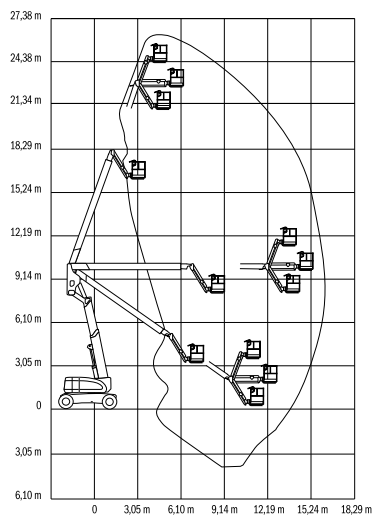 27,38 m
24,38 m
21,34 m
18,29 m
15,24 m
12,19 m
9,14 m
6,10 m
3,05 m
0
3,05 m
6,10 m
0 3,05 m 6,10 m 9,14 m 12,19 m 15,24 m 18,29 m